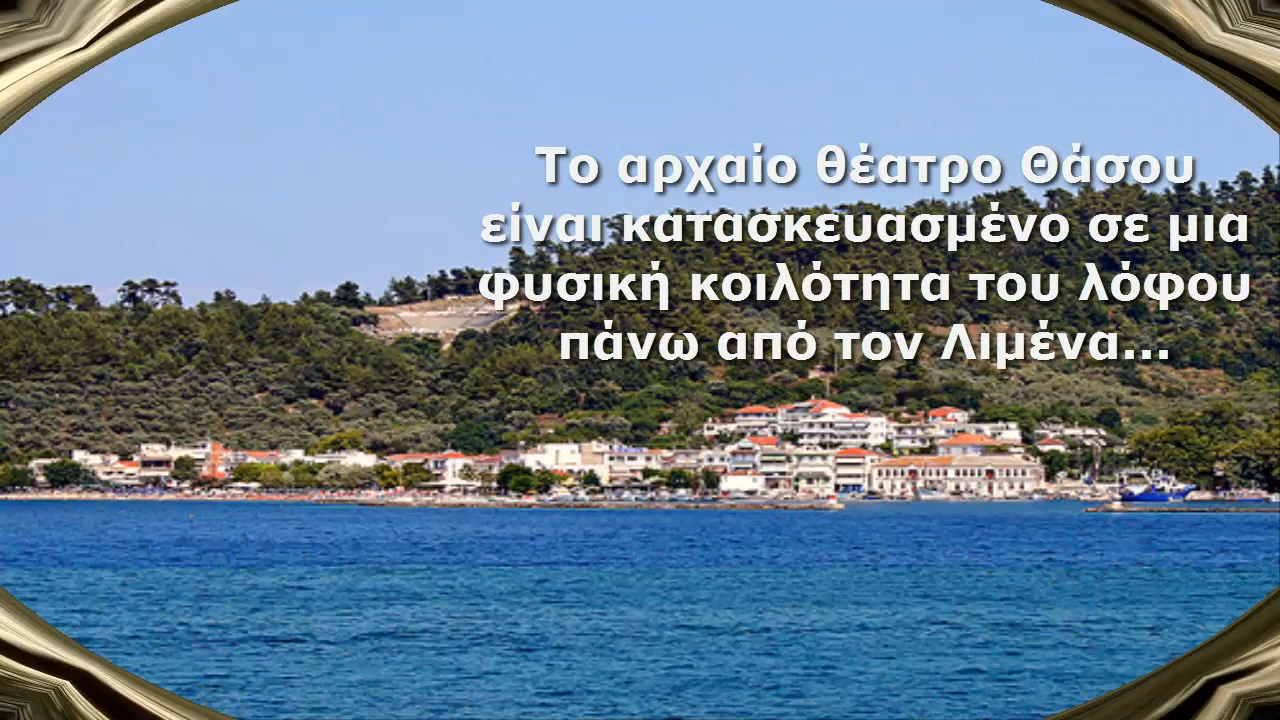 Το αρχαίο θέατρο Θάσου
είναι κατασκευασμένο σε μια
φυσική κοιλότητα του λόφου
πάνω από τον Λιμένα...